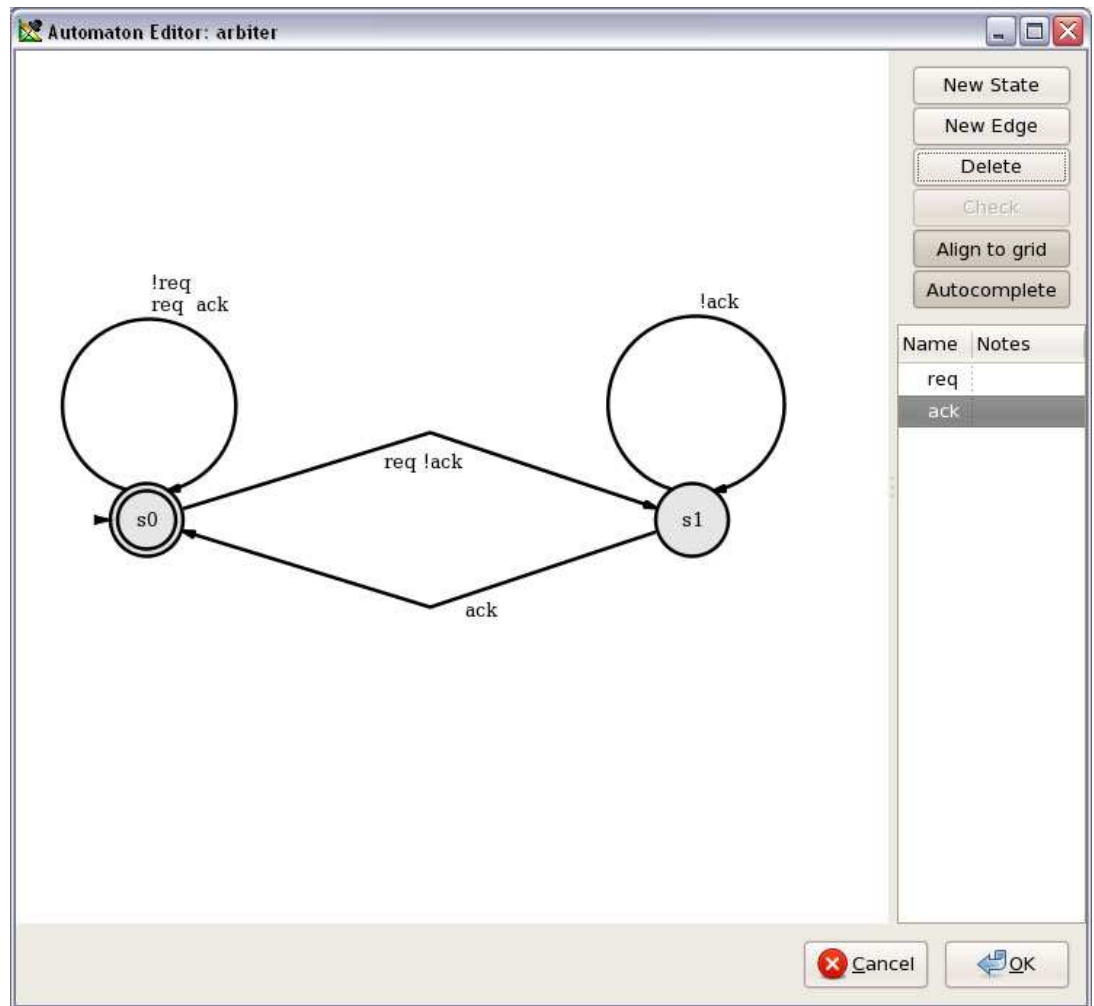 Automaton Editor: arbiter
New State
New Edge
Delete
Check
Align to grid
Autocomplete
Name Notes
req
ack
!req
req ack
!ack
req !ack
s0
s1
ack
Cancel
OK